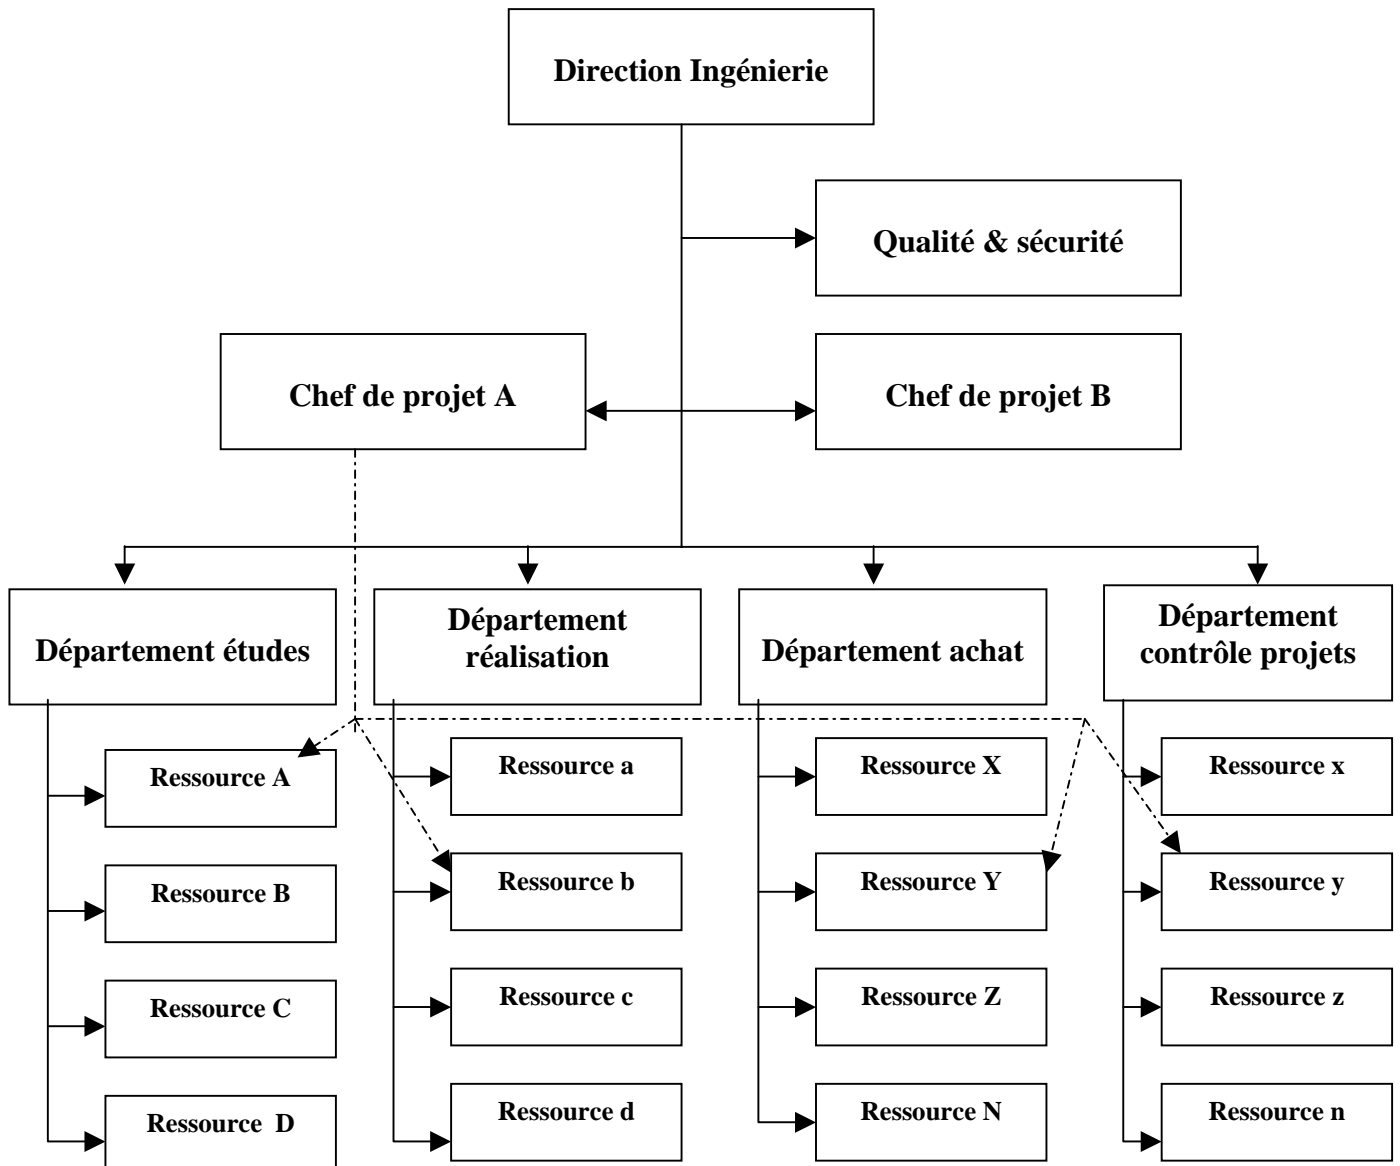 Direction Ingénierie
Qualité & sécurité
Chef de projet A
Chef de projet B
Département études
Département
réalisation
Département achat
Département
contrôle projets
Ressource A
Ressource a
Ressource X
Ressource x
Ressource B
Ressource b
Ressource Y
Ressource y
Ressource C
Ressource c
Ressource Z
Ressource z
Ressource  D
Ressource d
Ressource N
Ressource n